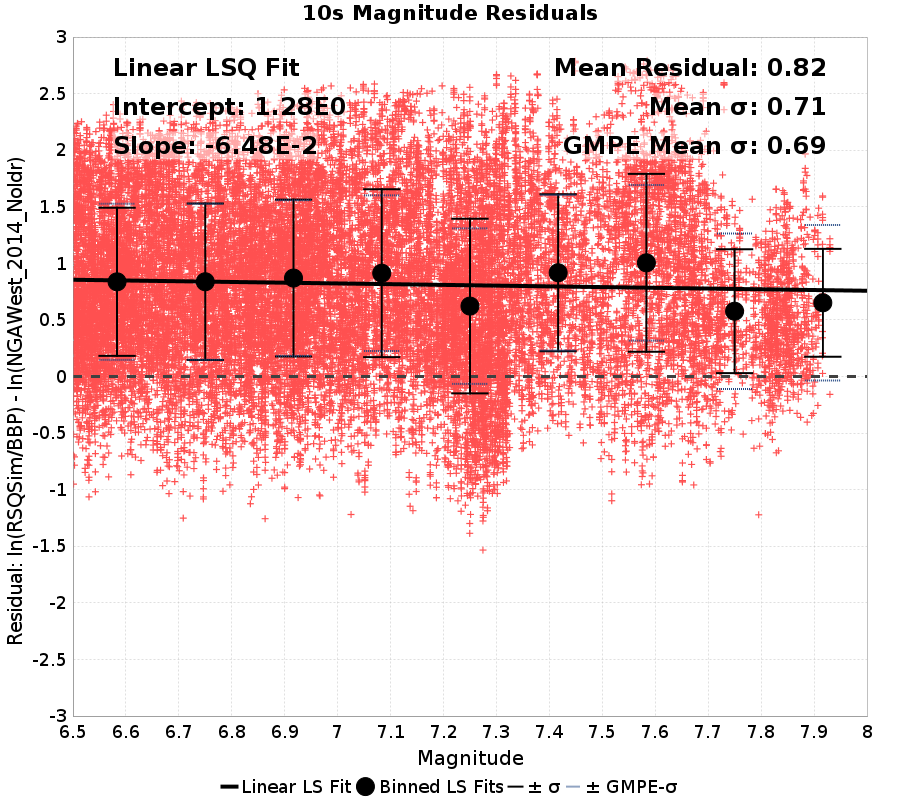 10s Magnitude Residuals
Linear LSQ Fit
Intercept: 1.28E0
Slope: -6.48E-2
Mean Residual: 0.82
Mean σ: 0.71
GMPE Mean σ: 0.69
Residual: ln(RSQSim/BBP) - ln(NGAWest_2014_NoIdr)
3
2.5
2
1.5
1
0.5
0
-0.5
-1
-1.5
-2
-2.5
-3
6.5 6.6 6.7 6.8 6.9 7 7.1 7.2 7.3 7.4 7.5 7.6 7.7 7.8 7.9 8
Magnitude
Linear LS Fit Binned LS Fits ± σ ± GMPE-σ